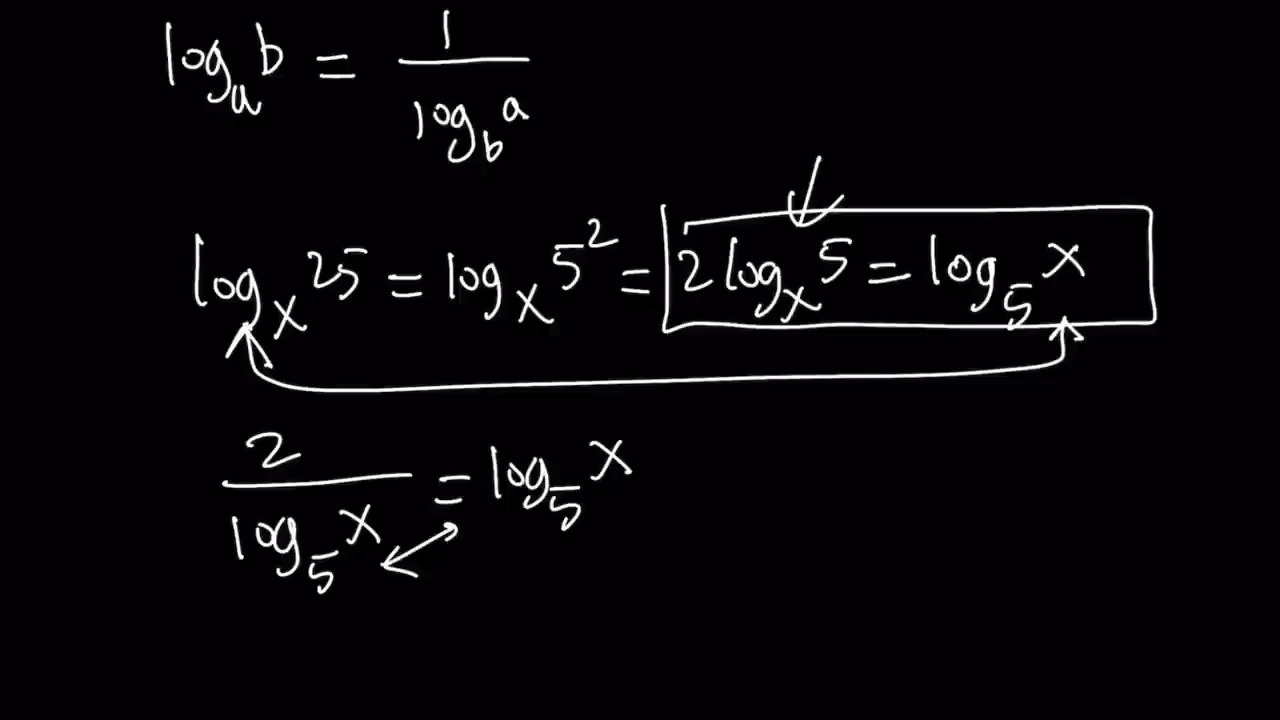 log_a b = 1 / log_b a
log_x 25 = log_x 5^2 = 2 log_x 5 = log_5 x
2 / log_5 x = log_5 x